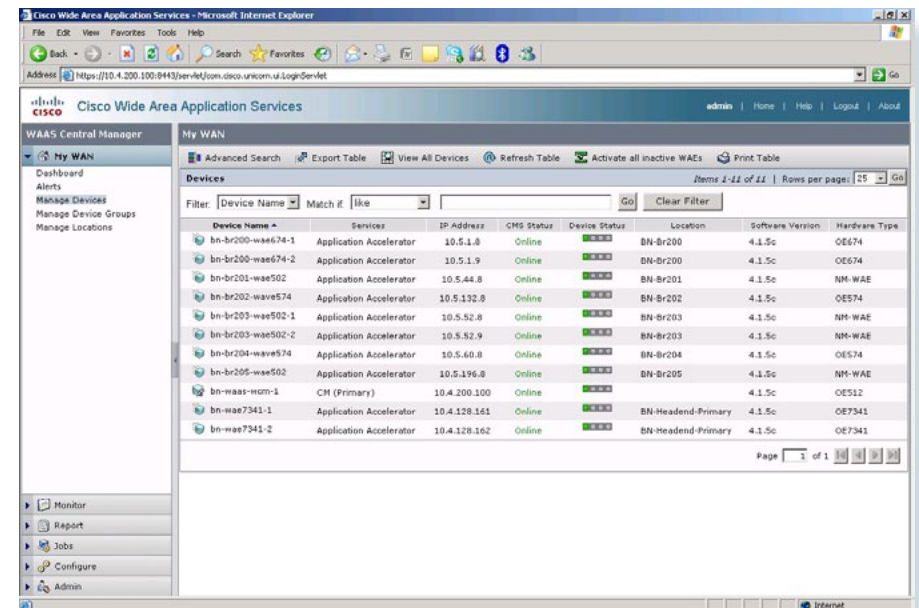 Cisco Wide Area Application Services - Microsoft Internet Explorer
File Edit View Favorites Tools Help
Back Search Favorites
Address https://10.4.200.100:8443/servlet/com.cisco.unicorn.ui.LoginServlet Go
CISCO Cisco Wide Area Application Services admin | Home | Help | Logout | About
WAAS Central Manager My WAN
My WAN Advanced Search Export Table View All Devices Refresh Table Activate all inactive WAEs Print Table
Dashboard
Alerts
Manage Devices
Manage Device Groups
Manage Locations
Devices Items 1-11 of 11 | Rows per page: 25 Go
Filter: Device Name Match if: like Go Clear Filter
Device Name Services IP Address CMS Status Device Status Location Software Version Hardware Type
bn-br200-wae674-1 Application Accelerator 10.5.1.8 Online BN-Br200 4.1.5c OE674
bn-br200-wae674-2 Application Accelerator 10.5.1.9 Online BN-Br200 4.1.5c OE674
bn-br201-wae502 Application Accelerator 10.5.44.8 Online BN-Br201 4.1.5c NM-WAE
bn-br202-wave574 Application Accelerator 10.5.132.8 Online BN-Br202 4.1.5c OE574
bn-br203-wae502-1 Application Accelerator 10.5.52.8 Online BN-Br203 4.1.5c NM-WAE
bn-br203-wae502-2 Application Accelerator 10.5.52.9 Online BN-Br203 4.1.5c NM-WAE
bn-br204-wave574 Application Accelerator 10.5.60.8 Online BN-Br204 4.1.5c OE574
bn-br205-wae502 Application Accelerator 10.5.196.8 Online BN-Br205 4.1.5c NM-WAE
bn-waas-wcm-1 CM (Primary) 10.4.200.100 Online 4.1.5c OE512
bn-wae7341-1 Application Accelerator 10.4.128.161 Online BN-Headend-Primary 4.1.5c OE7341
bn-wae7341-2 Application Accelerator 10.4.128.162 Online BN-Headend-Primary 4.1.5c OE7341
Page 1 of 1
Monitor
Report
Jobs
Configure
Admin
Internet